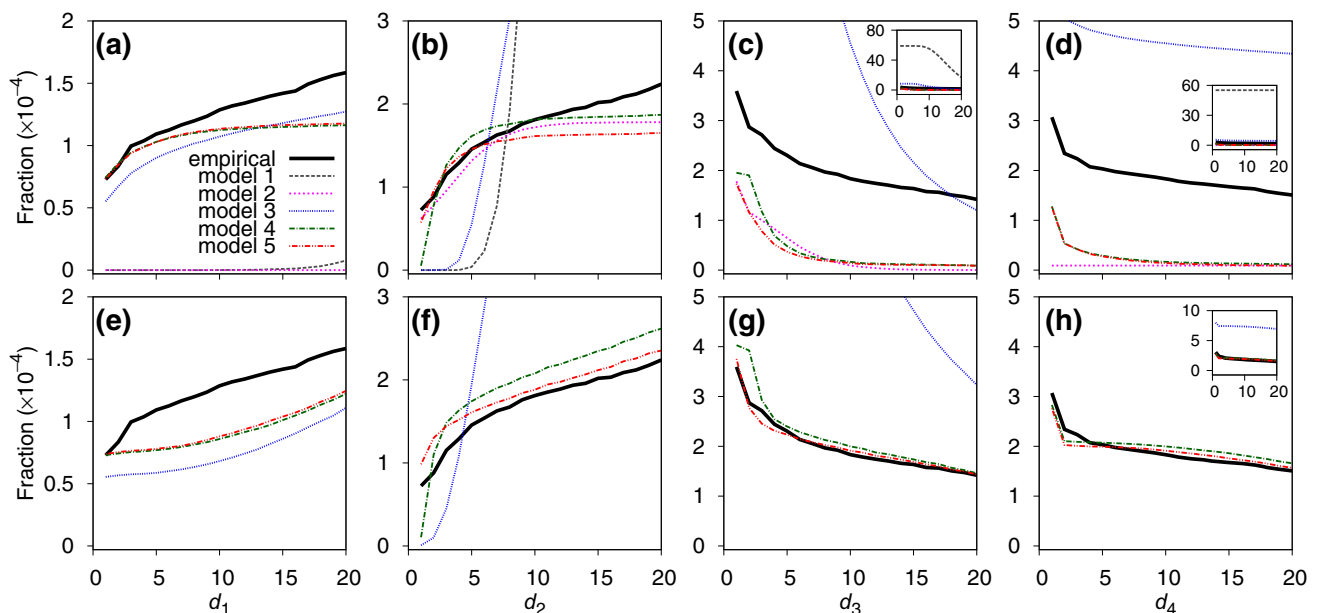 2 3 5 5
(a) (b) (c) 80 40 0 0 10 20 (d) 60 30 0 0 10 20
Fraction (×10-4)
1.5 1 0.5 0
2 1 0
4 3 2 1 0
4 3 2 1 0
empirical
model 1
model 2
model 3
model 4
model 5
2 3 5 5
(e) (f) (g) (h) 10 5 0 0 10 20
Fraction (×10-4)
1.5 1 0.5 0
2 1 0
4 3 2 1 0
4 3 2 1 0
0 5 10 15 20 0 5 10 15 20 0 5 10 15 20 0 5 10 15 20
d1 d2 d3 d4